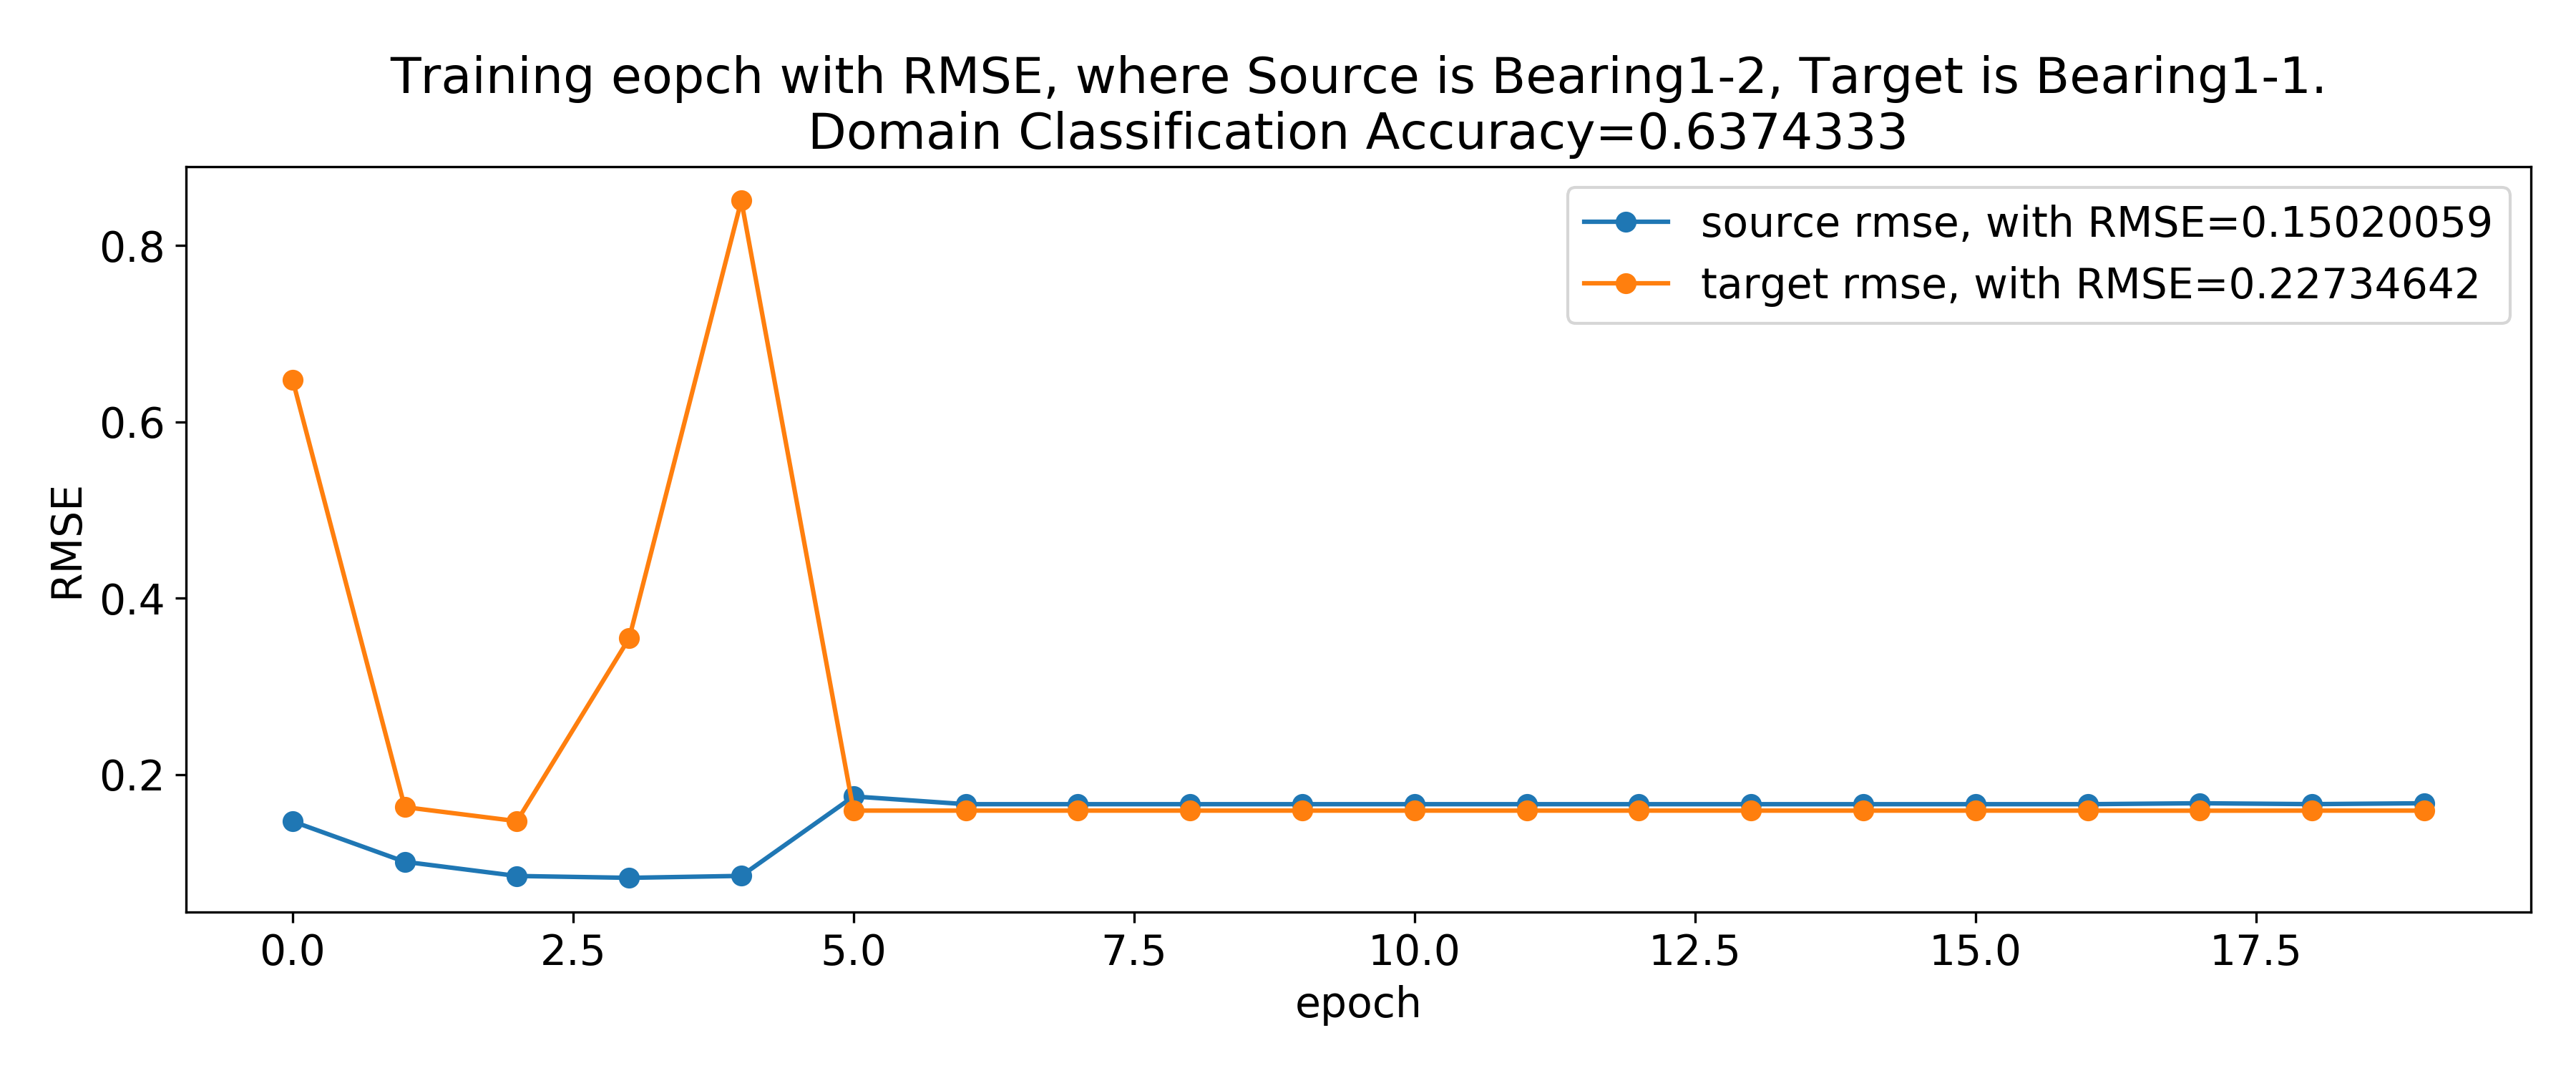 Training eopch with RMSE, where Source is Bearing1-2, Target is Bearing1-1.
Domain Classification Accuracy=0.6374333
source rmse, with RMSE=0.15020059
target rmse, with RMSE=0.22734642
RMSE
0.8
0.6
0.4
0.2
0.0 2.5 5.0 7.5 10.0 12.5 15.0 17.5
epoch